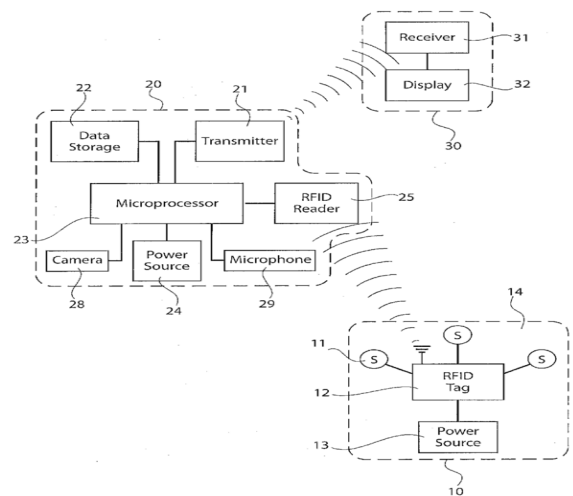 Receiver
31
Display
32
30
20
22
21
Data
Storage
Transmitter
Microprocessor
RFID
Reader
25
23
Camera
Power
Source
Microphone
28
24
29
14
11
S
S
S
12
RFID
Tag
13
Power
Source
10